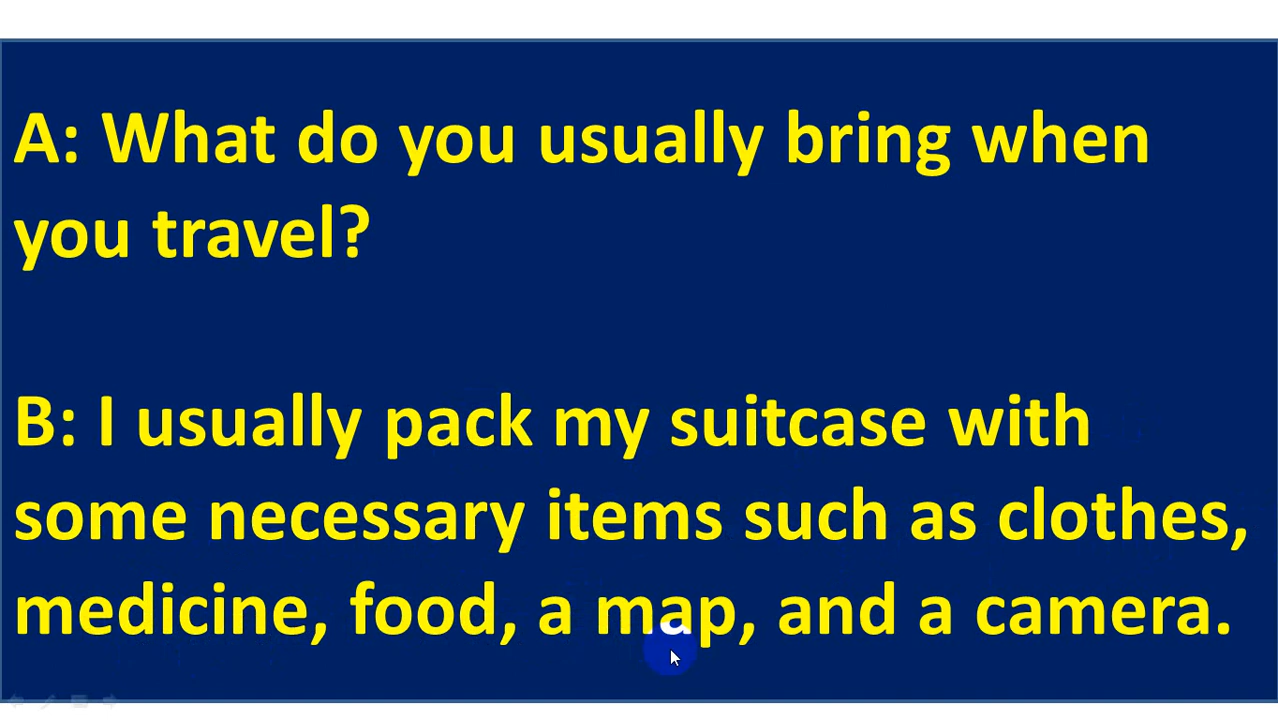 A: What do you usually bring when
you travel?
B: I usually pack my suitcase with
some necessary items such as clothes,
medicine, food, a map, and a camera.